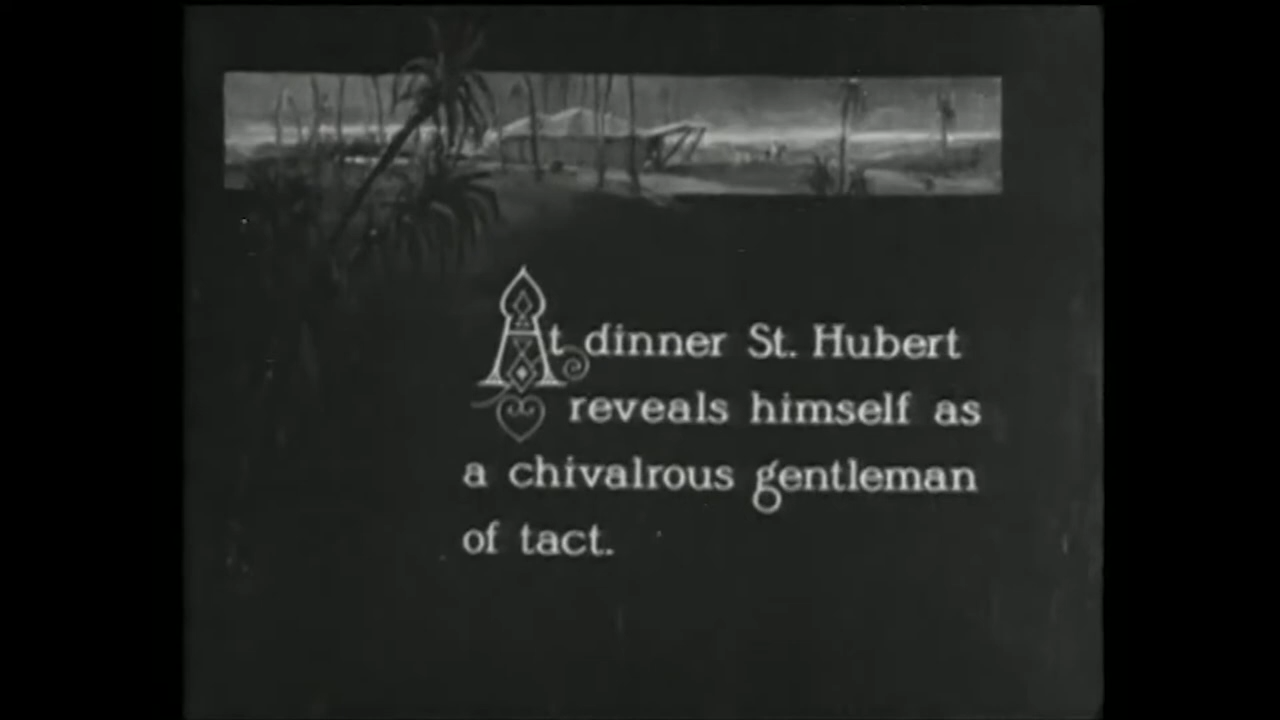 At dinner St. Hubert
reveals himself as
a chivalrous gentleman
of tact.